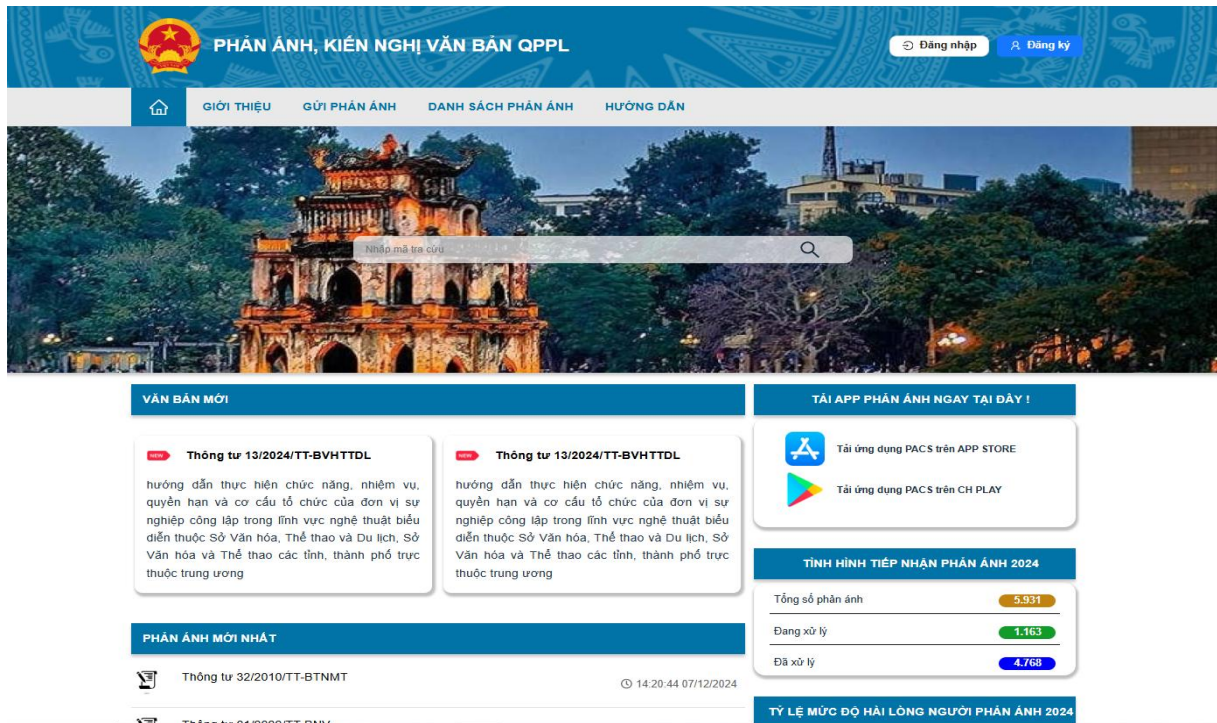 PHẢN ÁNH, KIẾN NGHỊ VĂN BẢN QPPL
Đăng nhập
Đăng ký
GIỚI THIỆU
GỬI PHẢN ÁNH
DANH SÁCH PHẢN ÁNH
HƯỚNG DẪN
Nhập mã tra cứu
VĂN BẢN MỚI
NEW Thông tư 13/2024/TT-BVHTTDL
hướng dẫn thực hiện chức năng, nhiệm vụ,
quyền hạn và cơ cấu tổ chức của đơn vị sự
nghiệp công lập trong lĩnh vực nghệ thuật biểu
diễn thuộc Sở Văn hóa, Thể thao và Du lịch, Sở
Văn hóa và Thể thao các tỉnh, thành phố trực
thuộc trung ương
NEW Thông tư 13/2024/TT-BVHTTDL
hướng dẫn thực hiện chức năng, nhiệm vụ,
quyền hạn và cơ cấu tổ chức của đơn vị sự
nghiệp công lập trong lĩnh vực nghệ thuật biểu
diễn thuộc Sở Văn hóa, Thể thao và Du lịch, Sở
Văn hóa và Thể thao các tỉnh, thành phố trực
thuộc trung ương
PHẢN ÁNH MỚI NHẤT
Thông tư 32/2010/TT-BTNMT
14:20:44 07/12/2024
TẢI APP PHẢN ÁNH NGAY TẠI ĐÂY !
Tải ứng dụng PACS trên APP STORE
Tải ứng dụng PACS trên CH PLAY
TÌNH HÌNH TIẾP NHẬN PHẢN ÁNH 2024
Tổng số phản ánh 5.931
Đang xử lý 1.163
Đã xử lý 4.768
TỶ LỆ MỨC ĐỘ HÀI LÒNG NGƯỜI PHẢN ÁNH 2024